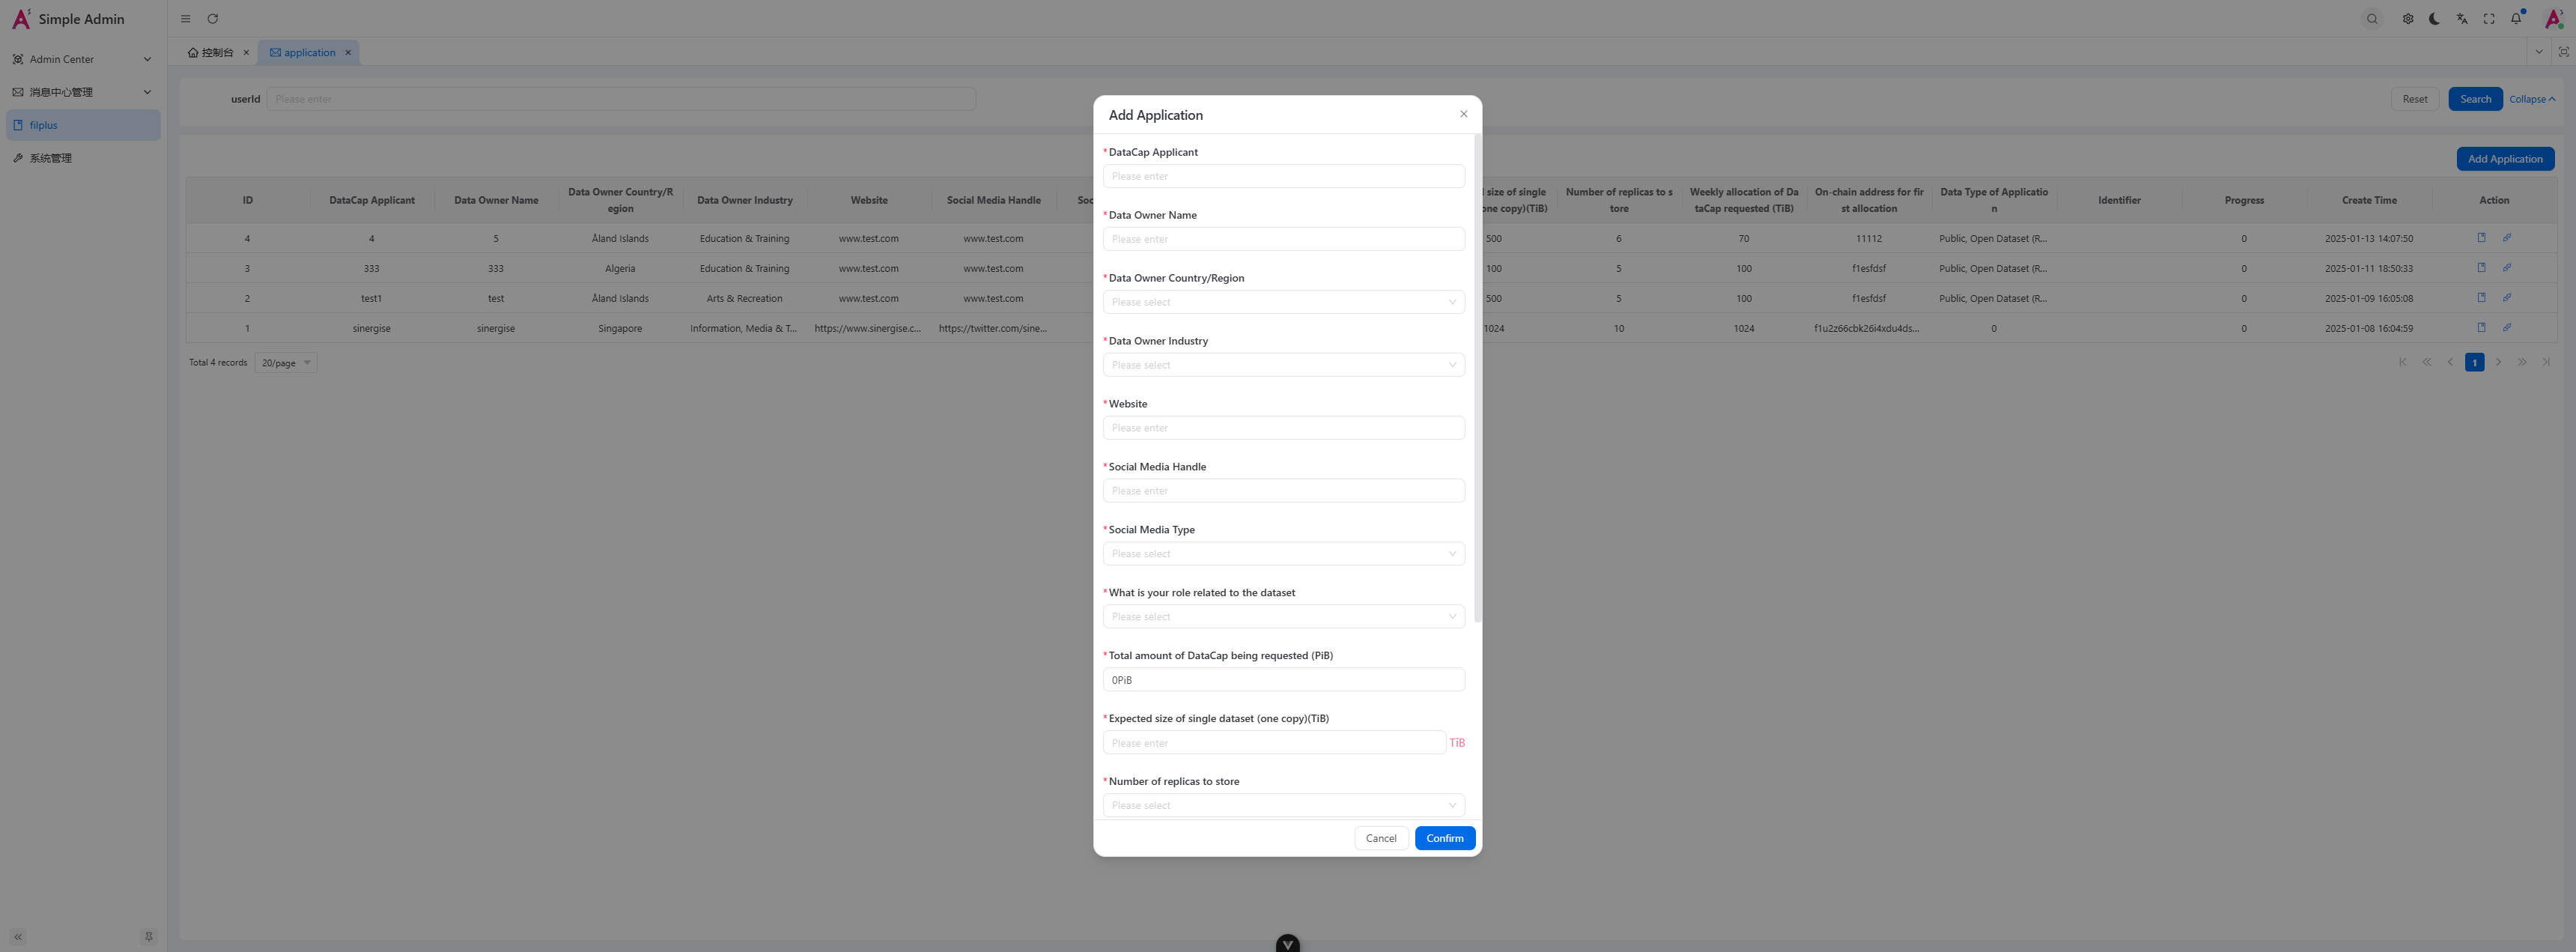 Simple Admin
Admin Center
消息中心管理
filplus
系统管理
控制台
application
userId
Please enter
Reset
Search
Collapse
Add Application
ID
DataCap Applicant
Data Owner Name
Data Owner Country/R
egion
Data Owner Industry
Website
Social Media Handle
Soc
size of single
one copy)(TiB)
Number of replicas to s
tore
Weekly allocation of Da
taCap requested (TiB)
On-chain address for fir
st allocation
Data Type of Applicatio
n
Identifier
Progress
Create Time
Action
4 4 5 Åland Islands Education & Training www.test.com www.test.com 500 6 70 11112 Public, Open Dataset (R... 0 2025-01-13 14:07:50
3 333 333 Algeria Education & Training www.test.com www.test.com 100 5 100 f1esfdsf Public, Open Dataset (R... 0 2025-01-11 18:50:33
2 test1 test Åland Islands Arts & Recreation www.test.com www.test.com 500 5 100 f1esfdsf Public, Open Dataset (R... 0 2025-01-09 16:05:08
1 sinergise sinergise Singapore Information, Media & T... https://www.sinergise.c... https://twitter.com/sine... 1024 10 1024 f1u2z66cbk26i4xdu4ds... 0 0 2025-01-08 16:04:59
Total 4 records
20/page
1
Add Application
*DataCap Applicant
Please enter
*Data Owner Name
Please enter
*Data Owner Country/Region
Please select
*Data Owner Industry
Please select
*Website
Please enter
*Social Media Handle
Please enter
*Social Media Type
Please select
*What is your role related to the dataset
Please select
*Total amount of DataCap being requested (PiB)
0PiB
*Expected size of single dataset (one copy)(TiB)
Please enter
TiB
*Number of replicas to store
Please select
Cancel
Confirm